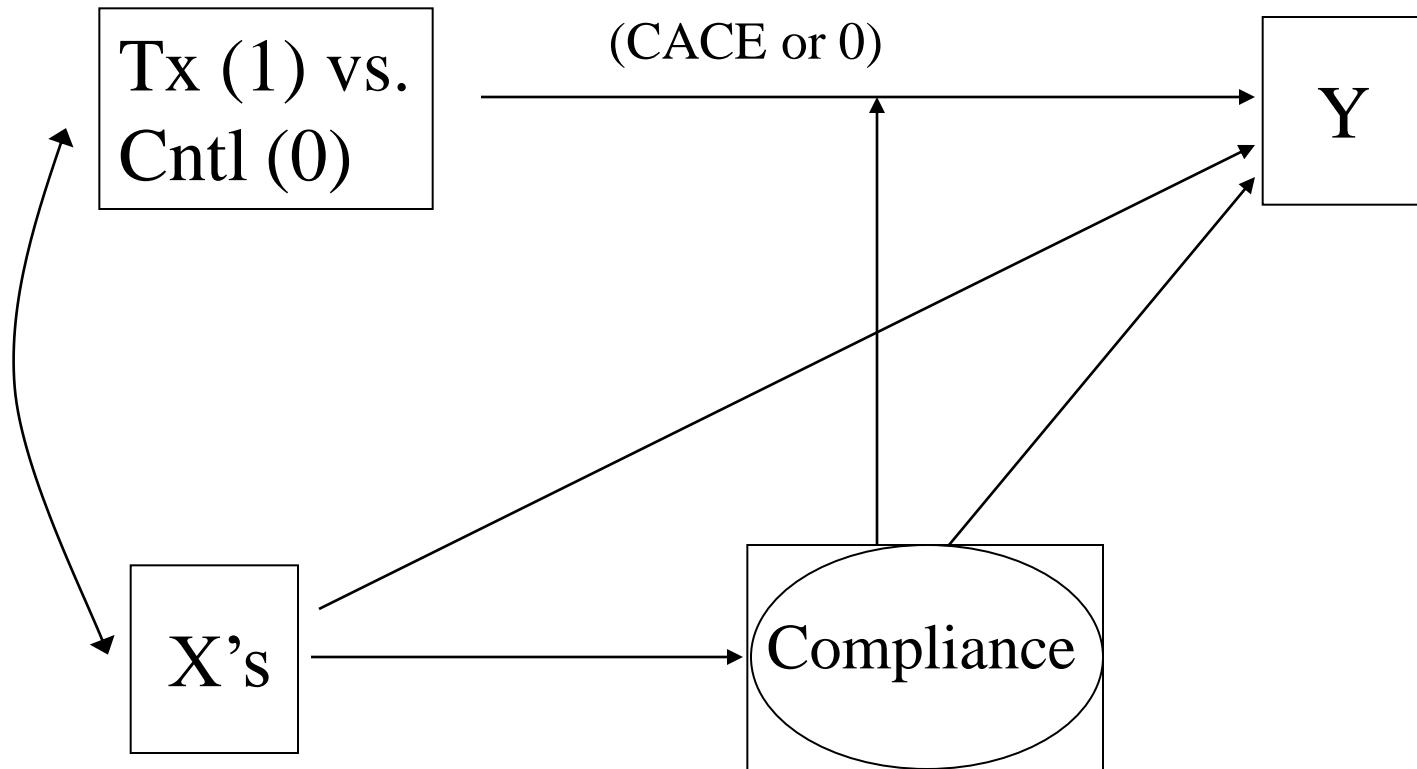 Tx (1) vs.
Cntl (0)
(CACE or 0)
Y
X’s
Compliance